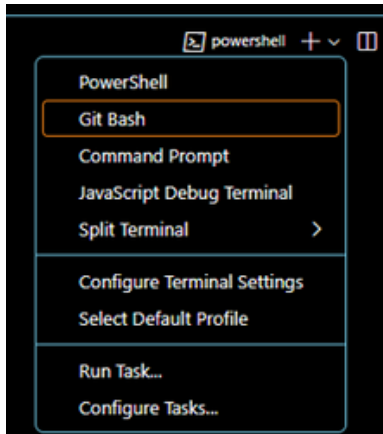 powershell
PowerShell
Git Bash
Command Prompt
JavaScript Debug Terminal
Split Terminal
Configure Terminal Settings
Select Default Profile
Run Task...
Configure Tasks...